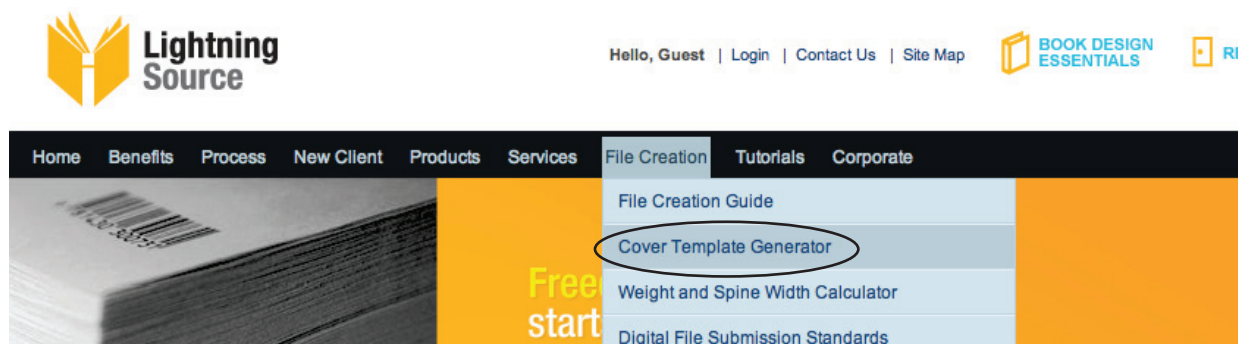 Lightning
Source
Hello, Guest | Login | Contact Us | Site Map
BOOK DESIGN
ESSENTIALS
Home Benefits Process New Client Products Services File Creation Tutorials Corporate
File Creation Guide
Cover Template Generator
Weight and Spine Width Calculator
Digital File Submission Standards
start